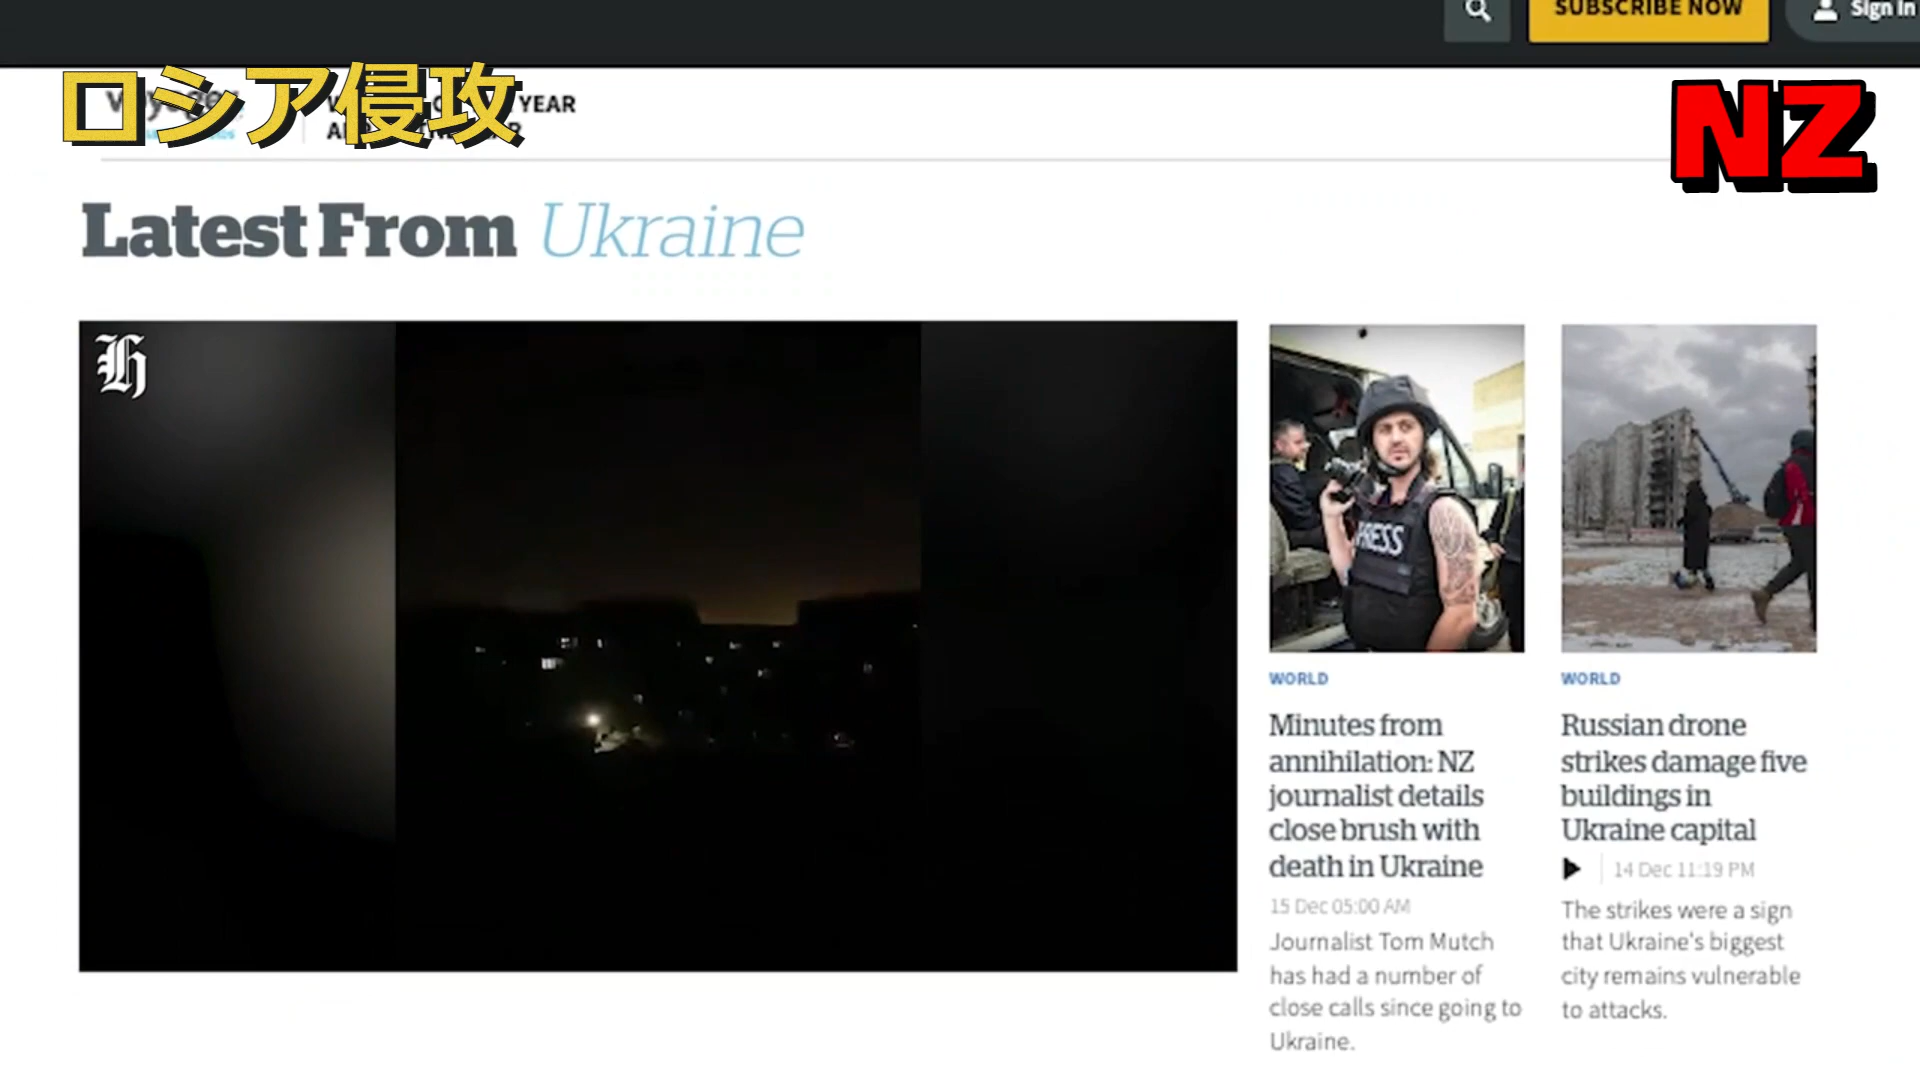 SUBSCRIBE NOW
Sign In
ロシア侵攻
YEAR
NZ
Latest From Ukraine
H
PRESS
WORLD
Minutes from
annihilation: NZ
journalist details
close brush with
death in Ukraine
15 Dec 05:00 AM
Journalist Tom Mutch
has had a number of
close calls since going to
Ukraine.
WORLD
Russian drone
strikes damage five
buildings in
Ukraine capital
14 Dec 11:19 PM
The strikes were a sign
that Ukraine's biggest
city remains vulnerable
to attacks.